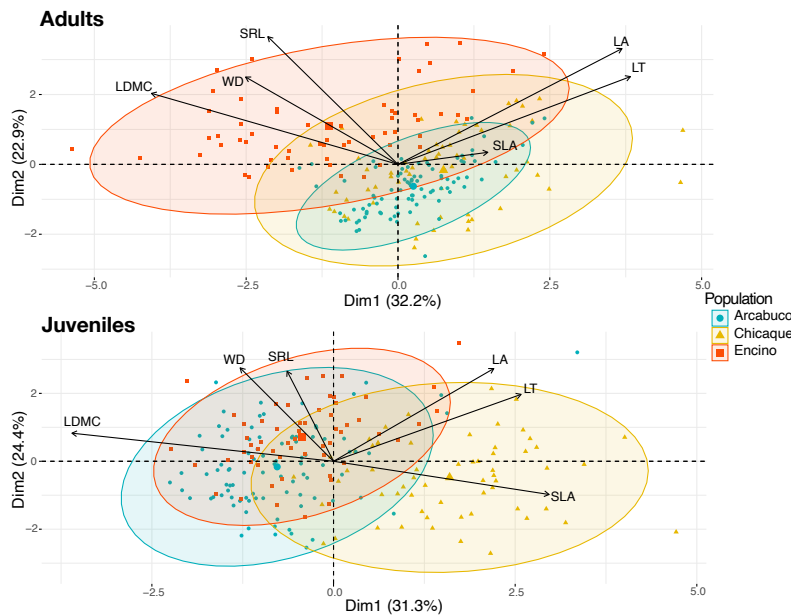 Adults
SRL
LA
LT
WD
LDMC
SLA
2
0
−2
Dim2 (22.9%)
−5.0
−2.5
0.0
2.5
5.0
Dim1 (32.2%)
Population
Arcabuco
Chicaque
Encino
Juveniles
WD
SRL
LA
LT
LDMC
SLA
2
0
−2
Dim2 (24.4%)
−2.5
0.0
2.5
5.0
Dim1 (31.3%)